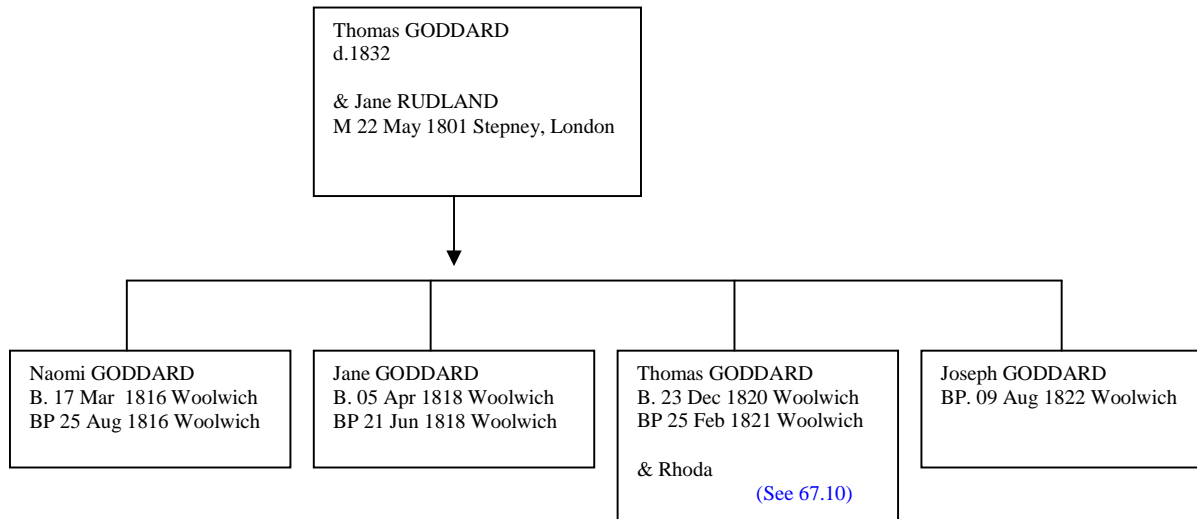 Thomas GODDARD
d.1832
& Jane RUDLAND
M 22 May 1801 Stepney, London
Naomi GODDARD
B. 17 Mar 1816 Woolwich
BP 25 Aug 1816 Woolwich
Jane GODDARD
B. 05 Apr 1818 Woolwich
BP 21 Jun 1818 Woolwich
Thomas GODDARD
B. 23 Dec 1820 Woolwich
BP 25 Feb 1821 Woolwich
& Rhoda
(See 67.10)
Joseph GODDARD
BP. 09 Aug 1822 Woolwich